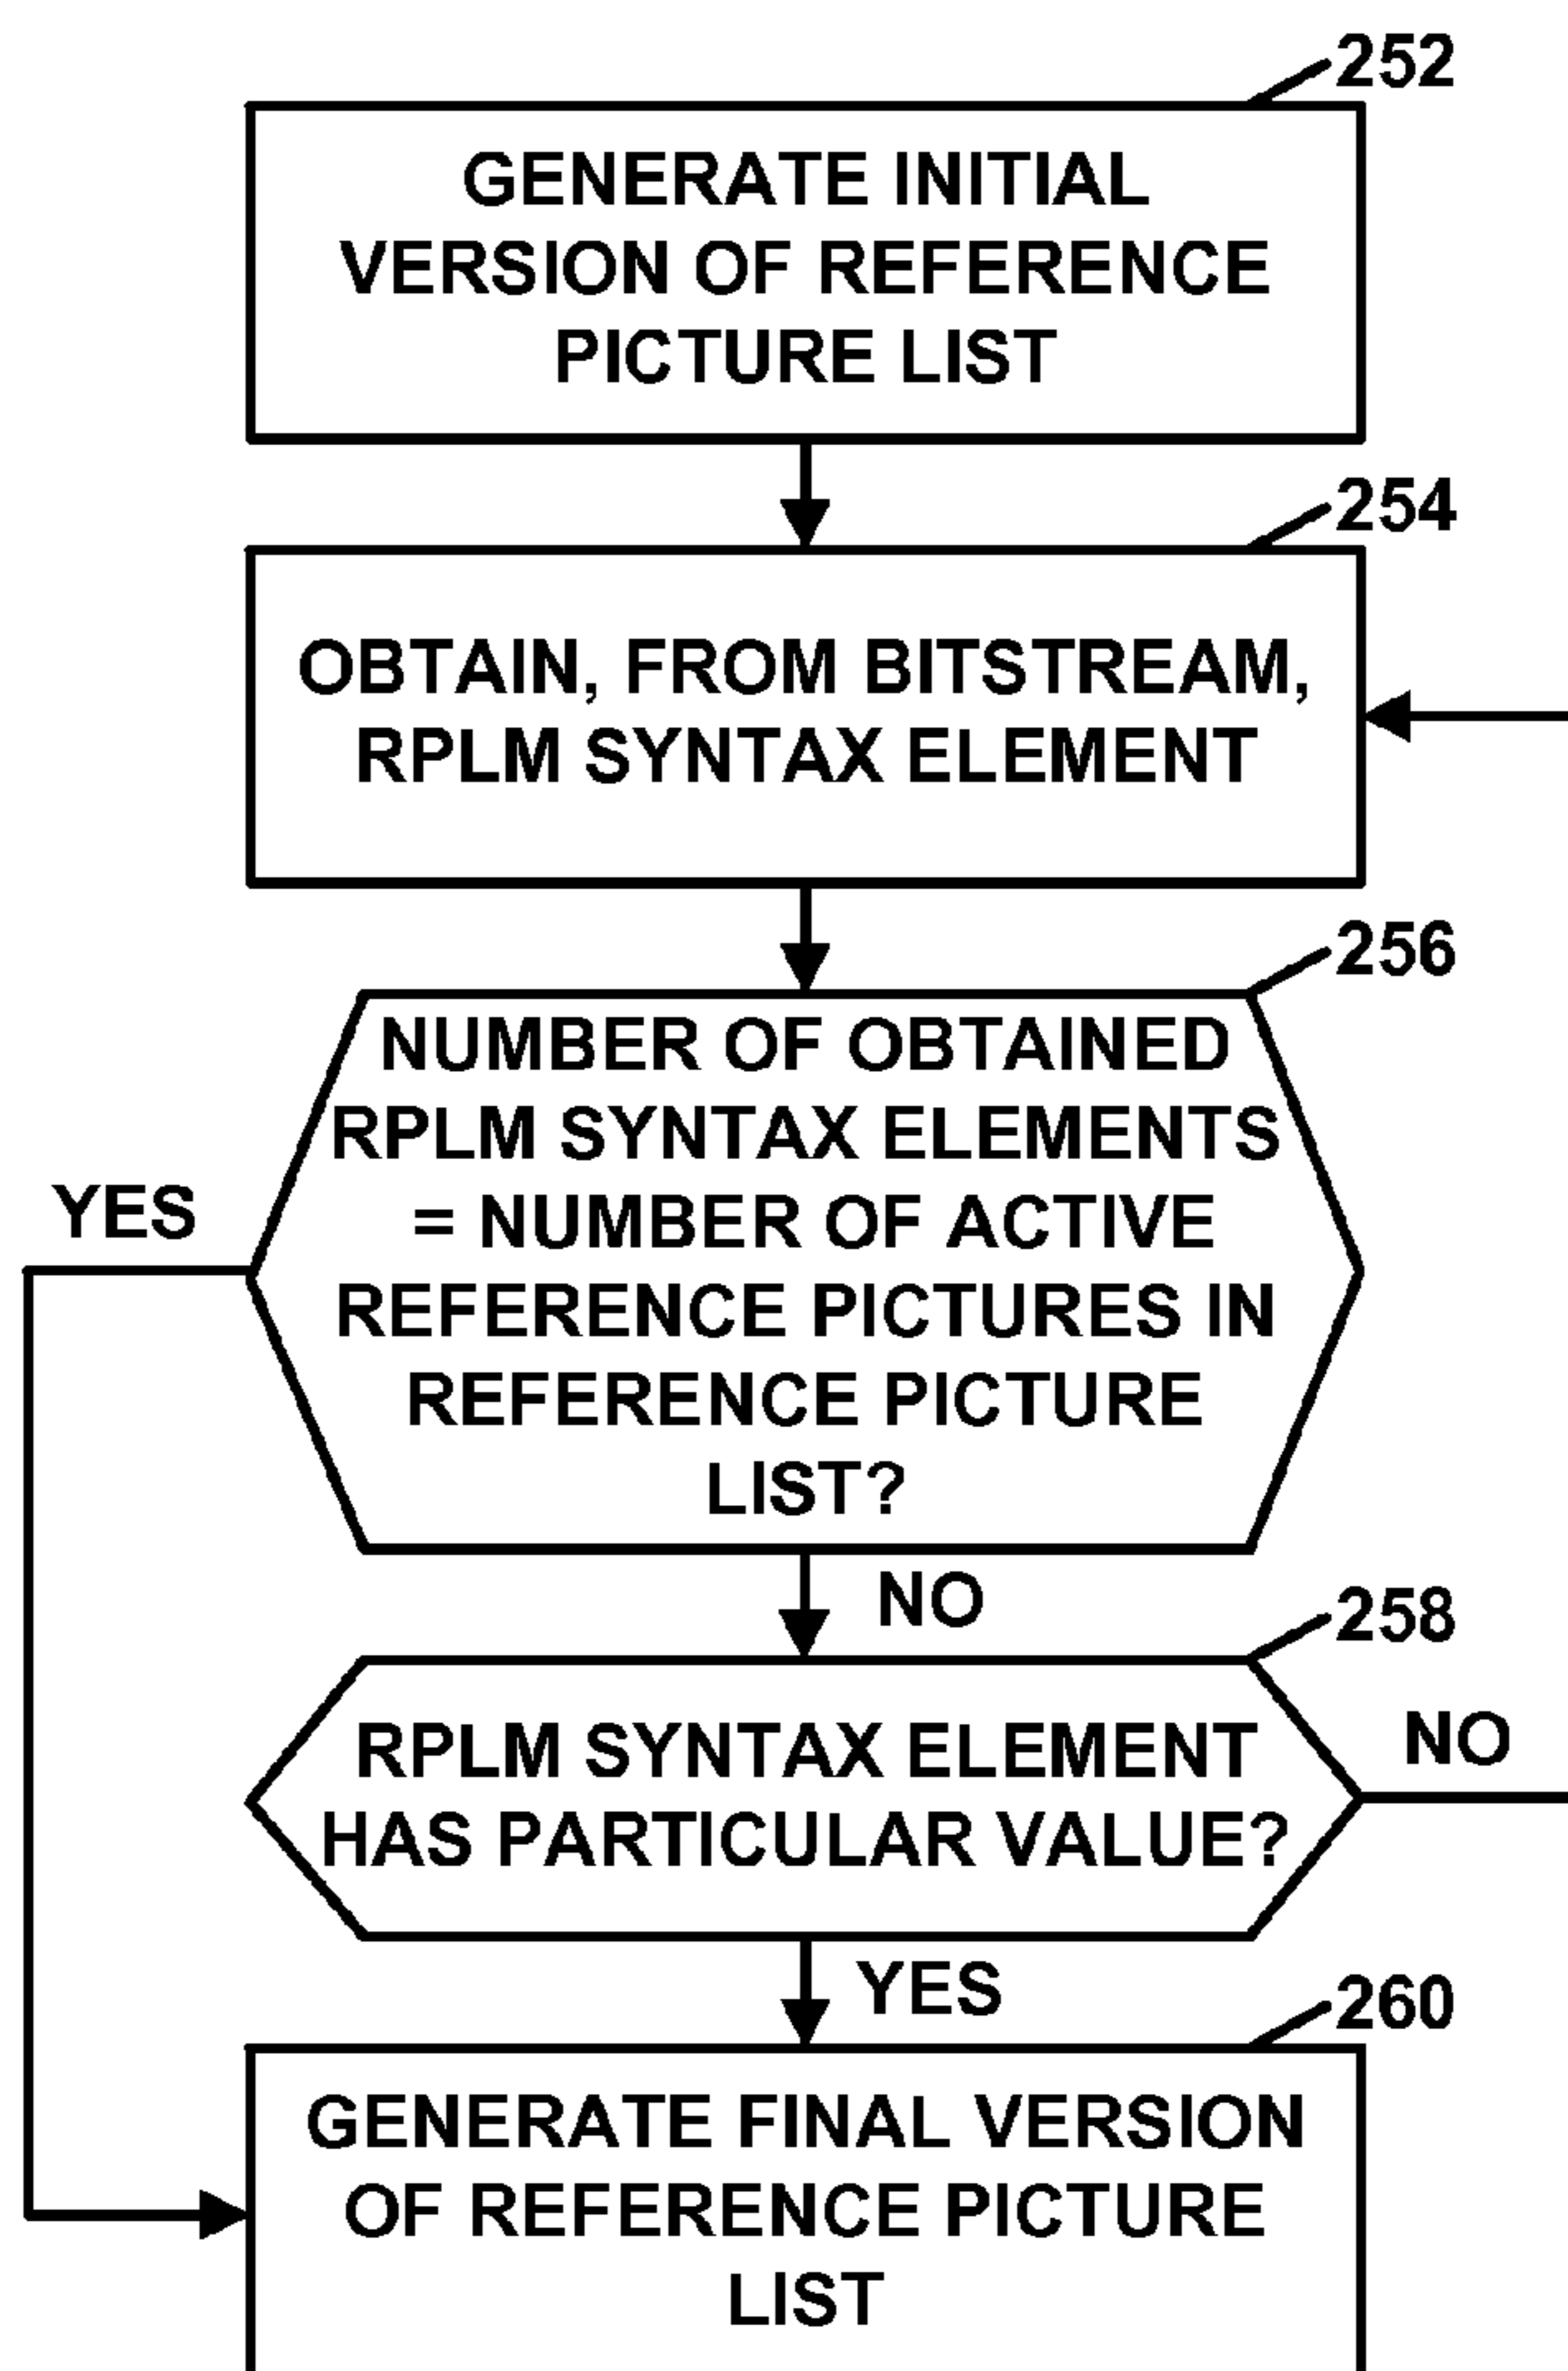 252
GENERATE INITIAL
VERSION OF REFERENCE
PICTURE LIST
254
OBTAIN, FROM BITSTREAM,
RPLM SYNTAX ELEMENT
256
NUMBER OF OBTAINED
RPLM SYNTAX ELEMENTS
= NUMBER OF ACTIVE
REFERENCE PICTURES IN
REFERENCE PICTURE
LIST?
YES
NO
258
RPLM SYNTAX ELEMENT
HAS PARTICULAR VALUE?
NO
YES
260
GENERATE FINAL VERSION
OF REFERENCE PICTURE
LIST